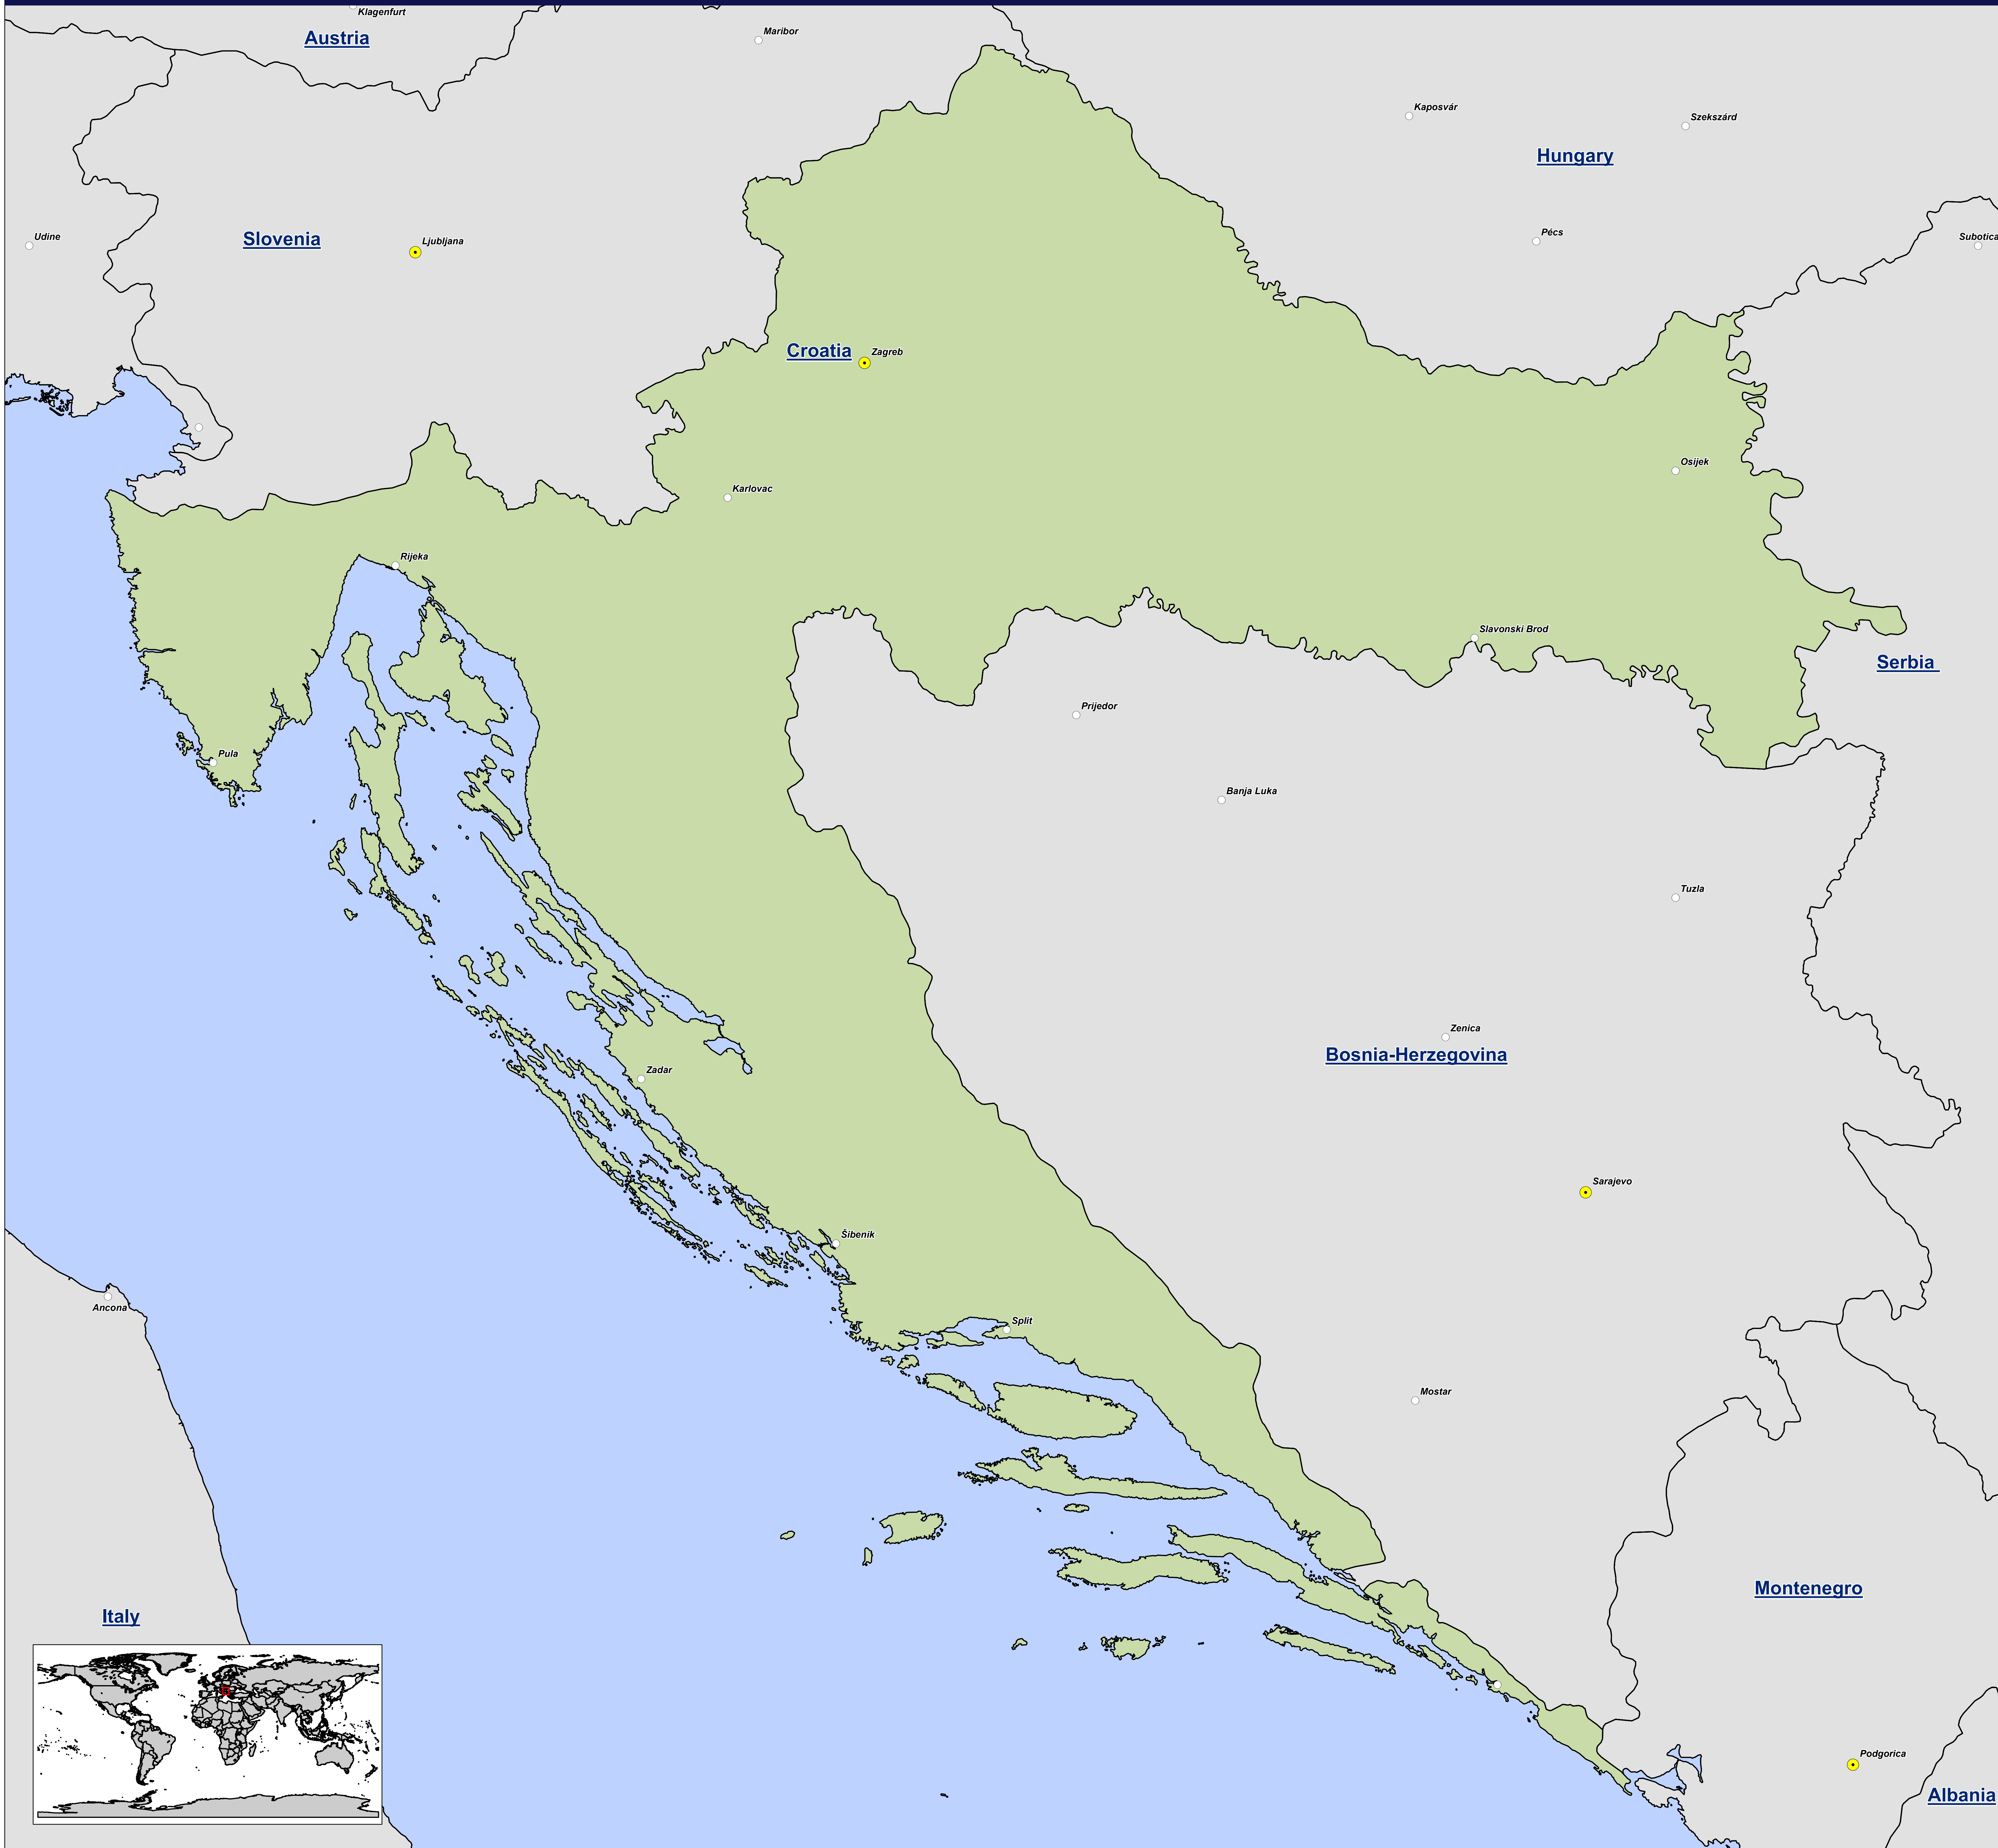 Klagenfurt
Austria
Maribor
Kaposvár
Szekszárd
Hungary
Udine
Slovenia
Ljubljana
Pécs
Subotica
Croatia
Zagreb
Osijek
Karlovac
Rijeka
Slavonski Brod
Serbia
Prijedor
Pula
Banja Luka
Tuzla
Zenica
Bosnia-Herzegovina
Zadar
Sarajevo
Šibenik
Ancona
Split
Mostar
Montenegro
Italy
Podgorica
Albania